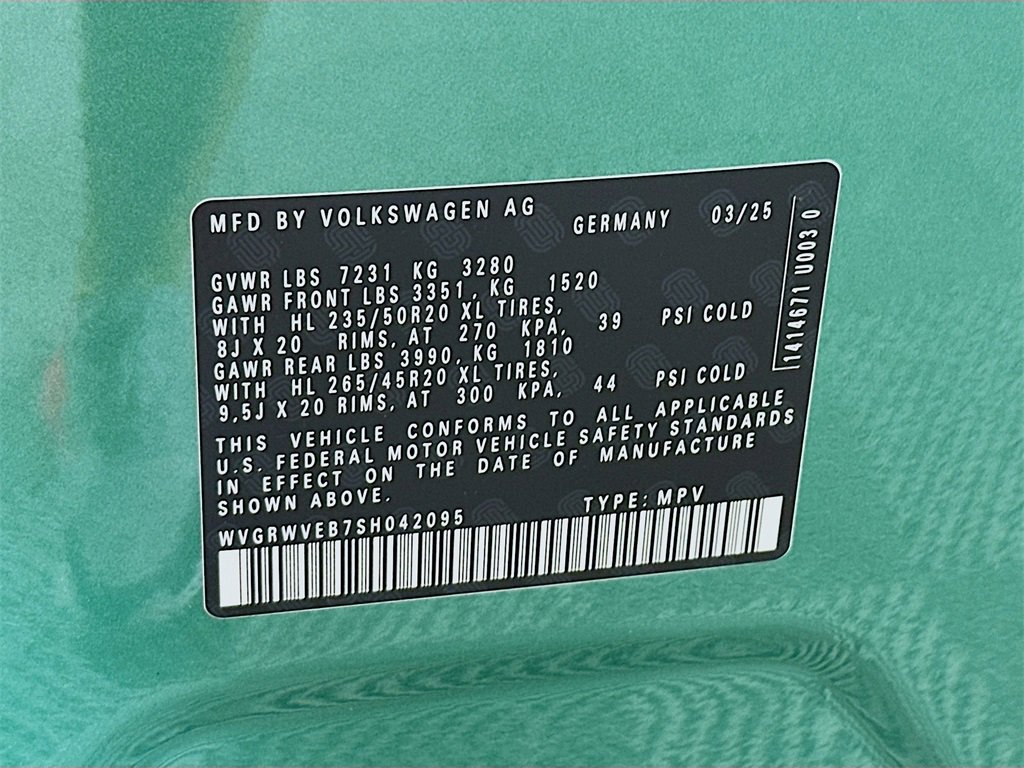 MFD BY VOLKSWAGEN AG GERMANY 03/25
GVWR LBS 7231 KG 3280
GAWR FRONT LBS 3351, KG 1520
WITH HL 235/50R20 XL TIRES,
8J X 20 RIMS, AT 270 KPA, 39 PSI COLD
GAWR REAR LBS 3990, KG 1810
WITH HL 265/45R20 XL TIRES,
9,5J X 20 RIMS, AT 300 KPA, 44 PSI COLD
THIS VEHICLE CONFORMS TO ALL APPLICABLE
U.S. FEDERAL MOTOR VEHICLE SAFETY STANDARDS
IN EFFECT ON THE DATE OF MANUFACTURE
SHOWN ABOVE.
WVGRWVEB7SH042095 TYPE: MPV
1414671 U003 0